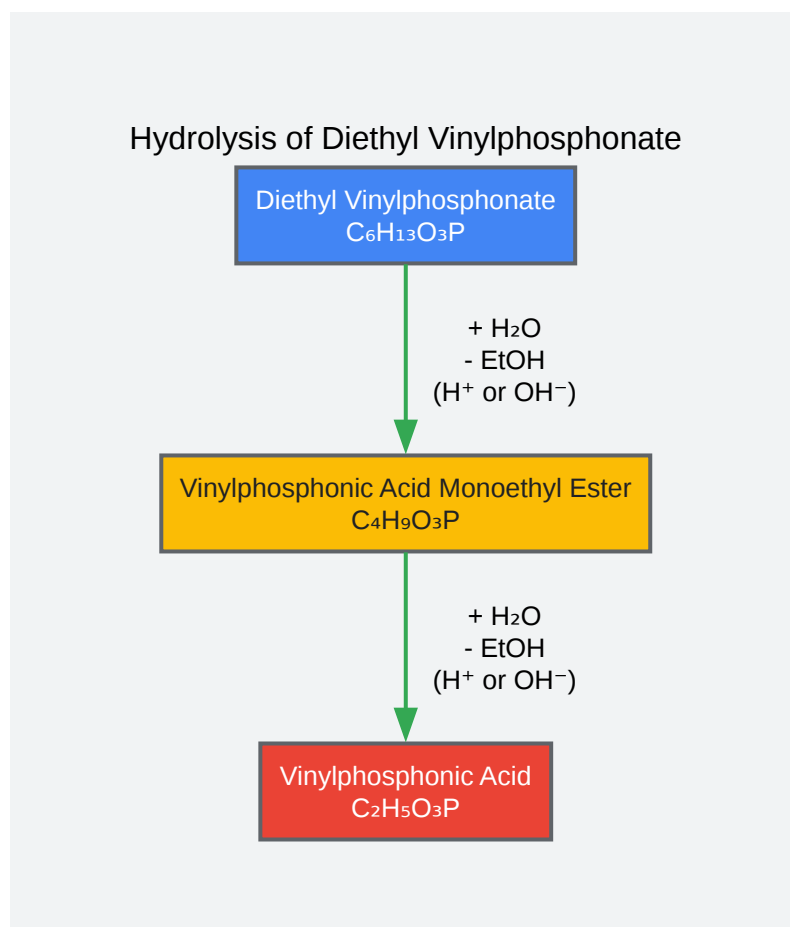 Hydrolysis of Diethyl Vinylphosphonate
Diethyl Vinylphosphonate
C₆H₁₃O₃P
+ H₂O
- EtOH
(H⁺ or OH⁻)
Vinylphosphonic Acid Monoethyl Ester
C₄H₉O₃P
+ H₂O
- EtOH
(H⁺ or OH⁻)
Vinylphosphonic Acid
C₂H₅O₃P